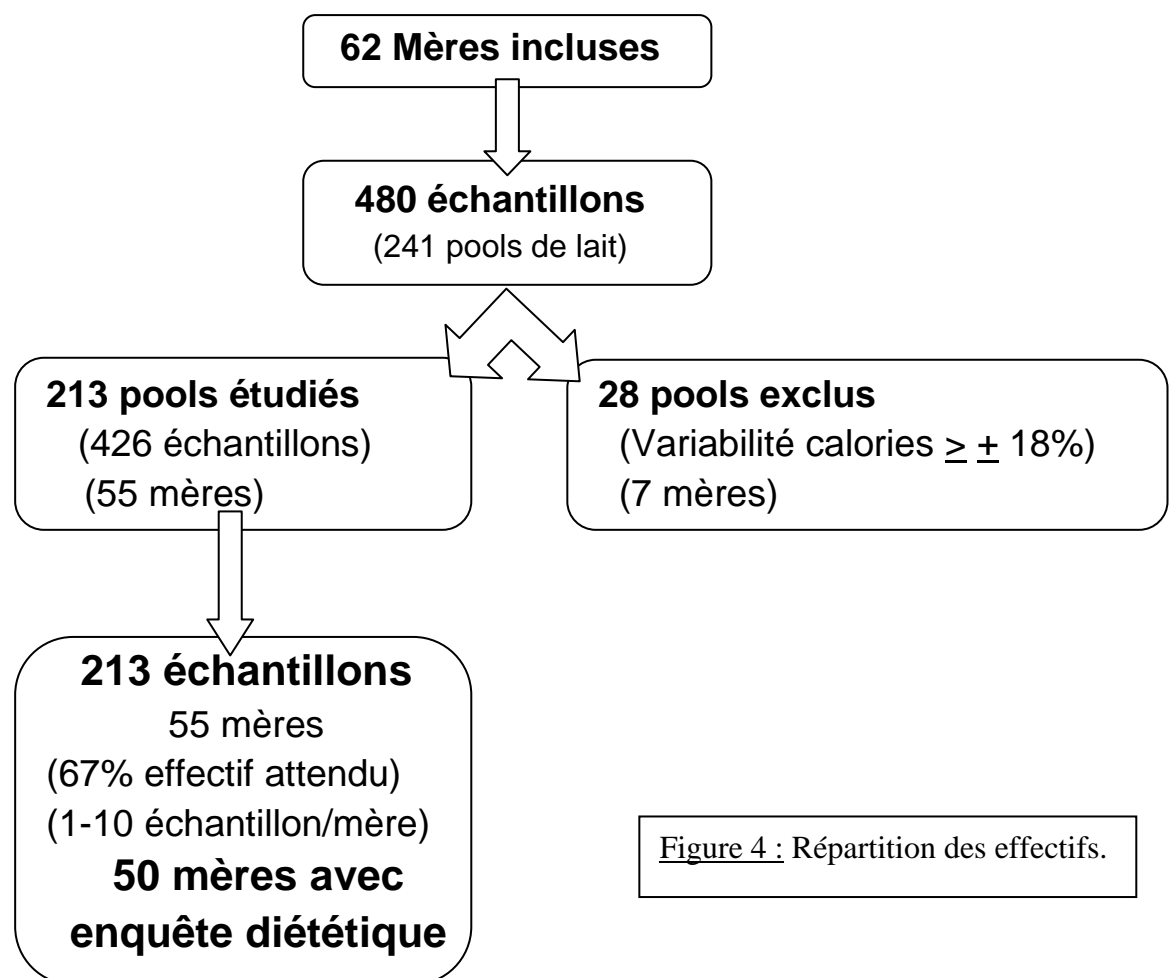 62 Mères incluses
480 échantillons
(241 pools de lait)
213 pools étudiés
(426 échantillons)
(55 mères)
28 pools exclus
(Variabilité calories ≥ ± 18%)
(7 mères)
213 échantillons
55 mères
(67% effectif attendu)
(1-10 échantillon/mère)
50 mères avec
enquête diététique
Figure 4 : Répartition des effectifs.